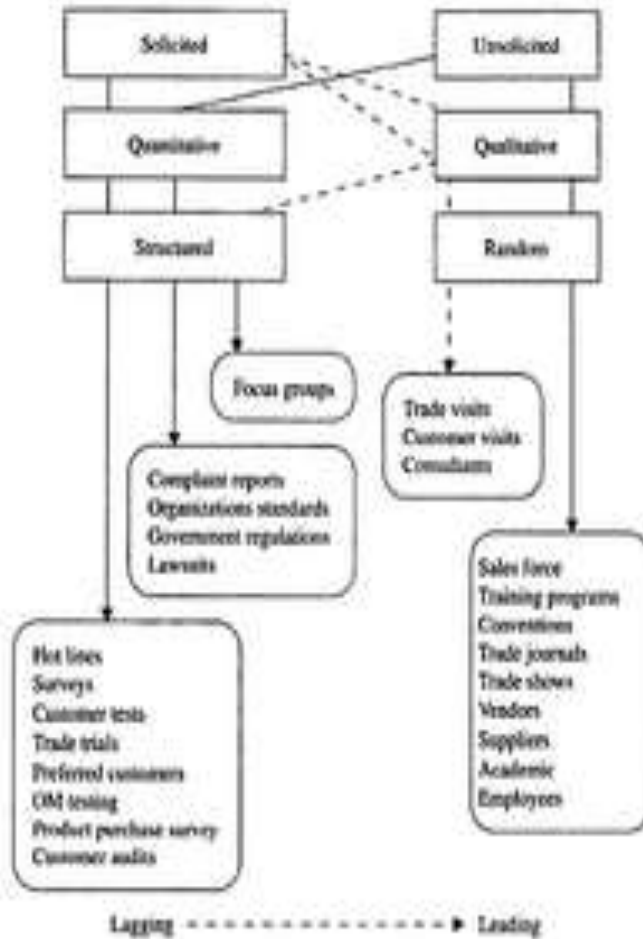 Solicited
Unsolicited
Quantitative
Qualitative
Structured
Random
Focus groups
Trade visits
Customer visits
Consultants
Complaint reports
Organizations standards
Government regulations
Lawsuits
Sales force
Training programs
Conventions
Trade journals
Trade shows
Vendors
Suppliers
Academic
Employees
Hot lines
Surveys
Customer tests
Trade trials
Preferred customers
OM testing
Product purchase survey
Customer audits
Lagging
Leading